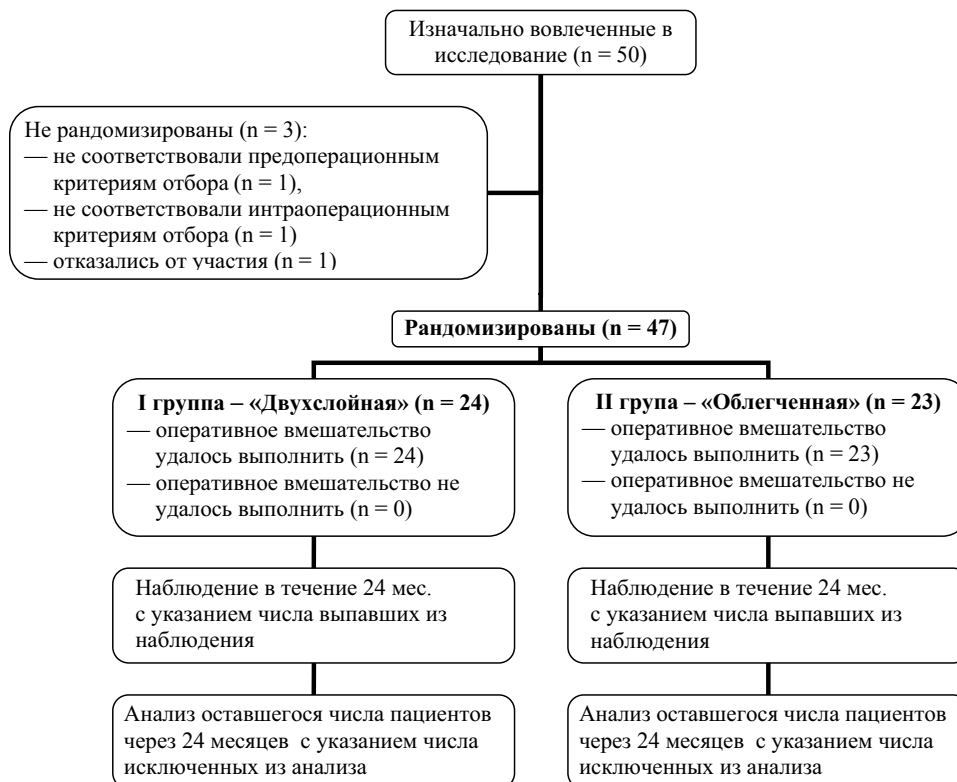 Изначально вовлеченные в
исследование (n = 50)
Не рандомизированы (n = 3):
— не соответствовали предоперационным
критериям отбора (n = 1),
— не соответствовали интраоперационным
критериям отбора (n = 1)
— отказались от участия (n = 1)
Рандомизированы (n = 47)
I группа – «Двухслойная» (n = 24)
— оперативное вмешательство
удалось выполнить (n = 24)
— оперативное вмешательство не
удалось выполнить (n = 0)
II група – «Облегченная» (n = 23)
— оперативное вмешательство
удалось выполнить (n = 23)
— оперативное вмешательство не
удалось выполнить (n = 0)
Наблюдение в течение 24 мес.
с указанием числа выпавших из
наблюдения
Наблюдение в течение 24 мес.
с указанием числа выпавших из
наблюдения
Анализ оставшегося числа пациентов
через 24 месяцев с указанием числа
исключенных из анализа
Анализ оставшегося числа пациентов
через 24 месяцев с указанием числа
исключенных из анализа